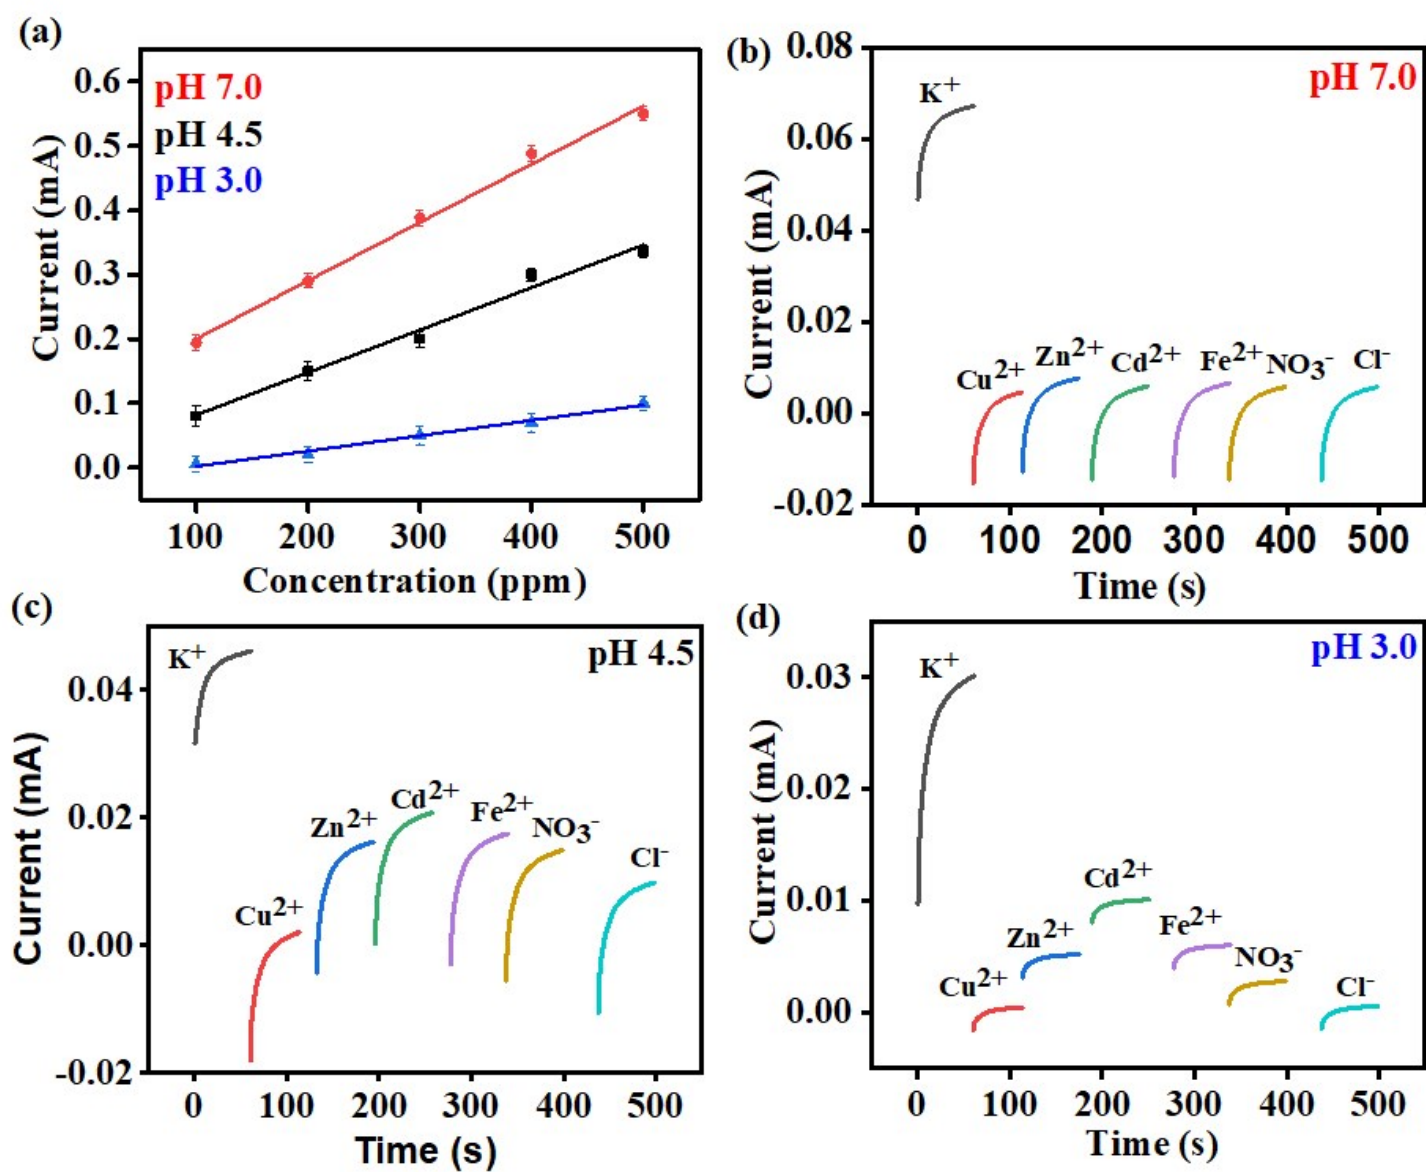 (a)
pH 7.0
pH 4.5
pH 3.0
0.6
0.5
0.4
0.3
0.2
0.1
0.0
Current (mA)
100 200 300 400 500
Concentration (ppm)
(b)
pH 7.0
K⁺
0.08
0.06
0.04
0.02
0.00
-0.02
Current (mA)
Cu²⁺ Zn²⁺ Cd²⁺ Fe²⁺ NO₃⁻ Cl⁻
0 100 200 300 400 500
Time (s)
(c)
pH 4.5
K⁺
0.04
0.02
0.00
-0.02
Current (mA)
Cu²⁺ Zn²⁺ Cd²⁺ Fe²⁺ NO₃⁻ Cl⁻
0 100 200 300 400 500
Time (s)
(d)
pH 3.0
K⁺
0.03
0.02
0.01
0.00
Current (mA)
Cu²⁺ Zn²⁺ Cd²⁺ Fe²⁺ NO₃⁻ Cl⁻
0 100 200 300 400 500
Time (s)